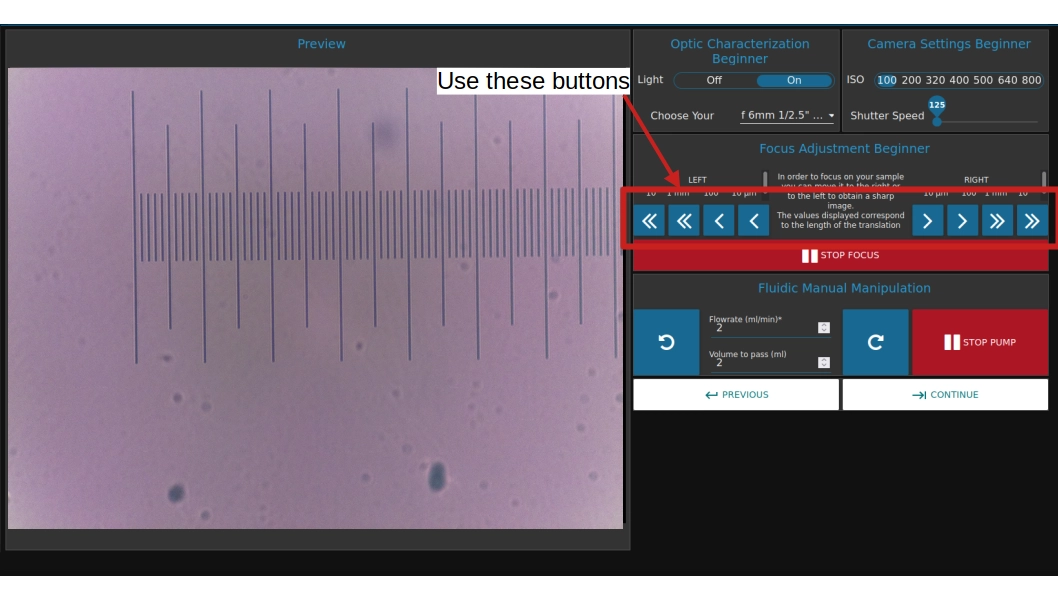 Preview
Use these buttons
Optic Characterization
Beginner
Light Off On
Choose Your f 6mm 1/2.5" ...
Camera Settings Beginner
ISO 100 200 320 400 500 640 800
125
Shutter Speed
Focus Adjustment Beginner
LEFT
10 1 mm 100 10 µm
In order to focus on your sample
you can move it to the right or
to the left to obtain a sharp
image.
The values displayed correspond
to the length of the translation
RIGHT
10 µm 100 1 mm 10
STOP FOCUS
Fluidic Manual Manipulation
Flowrate (ml/min)*
2
Volume to pass (ml)
2
STOP PUMP
PREVIOUS
CONTINUE